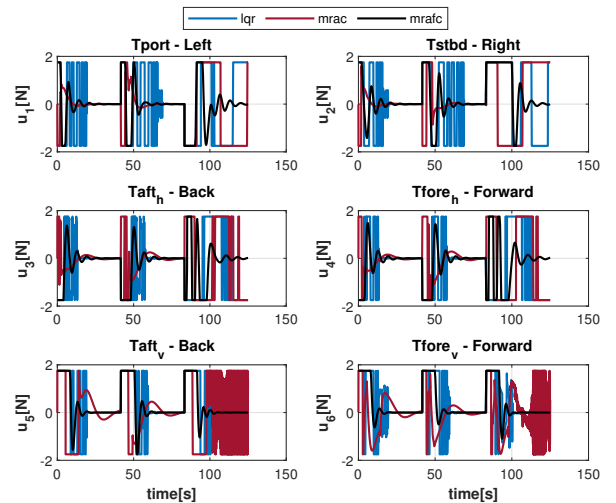 lqr mrac mrafc
Tport - Left
Tstbd - Right
u1[N]
2
0
-2
0 50 100 150
u2[N]
2
0
-2
0 50 100 150
Tafth - Back
Tforeh - Forward
u3[N]
2
0
-2
0 50 100 150
u4[N]
2
0
-2
0 50 100 150
Taftv - Back
Tforev - Forward
u5[N]
2
0
-2
0 50 100 150
time[s]
u6[N]
2
0
-2
0 50 100 150
time[s]